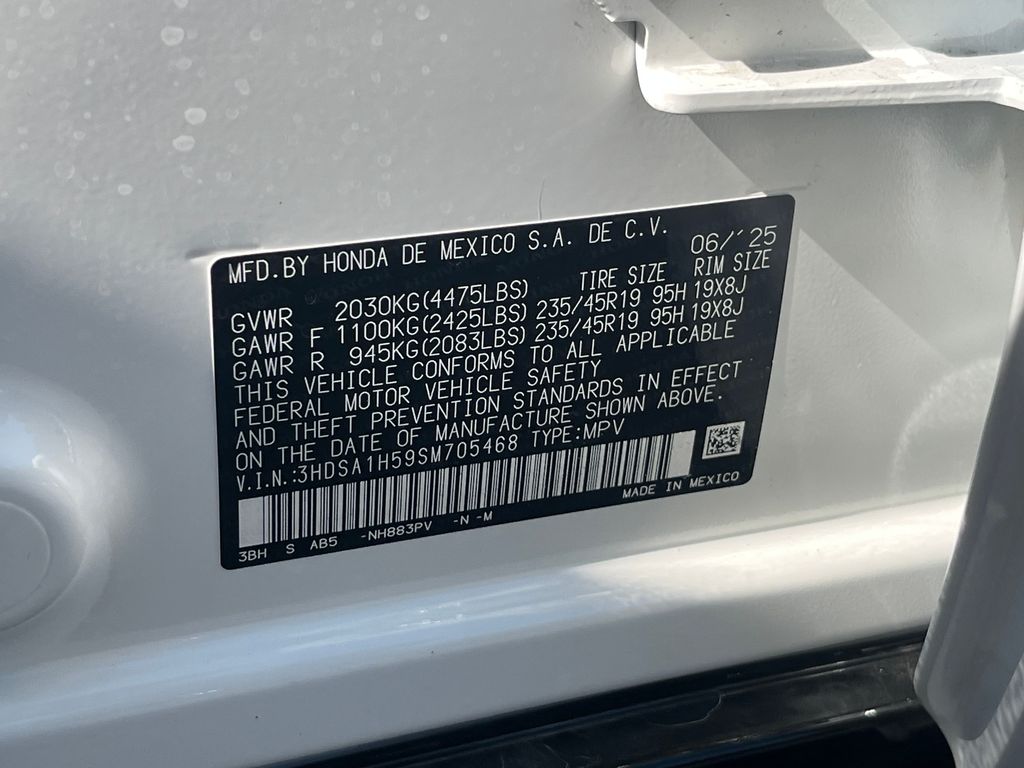 MFD.BY HONDA DE MEXICO S.A. DE C.V. 06/´25
TIRE SIZE RIM SIZE
GVWR 2030KG(4475LBS)
GAWR F 1100KG(2425LBS) 235/45R19 95H 19X8J
GAWR R 945KG(2083LBS) 235/45R19 95H 19X8J
THIS VEHICLE CONFORMS TO ALL APPLICABLE
FEDERAL MOTOR VEHICLE SAFETY
AND THEFT PREVENTION STANDARDS IN EFFECT
ON THE DATE OF MANUFACTURE SHOWN ABOVE.
V.I.N.:3HDSA1H59SM705468 TYPE:MPV
MADE IN MEXICO
3BH S AB5 -NH883PV -N -M